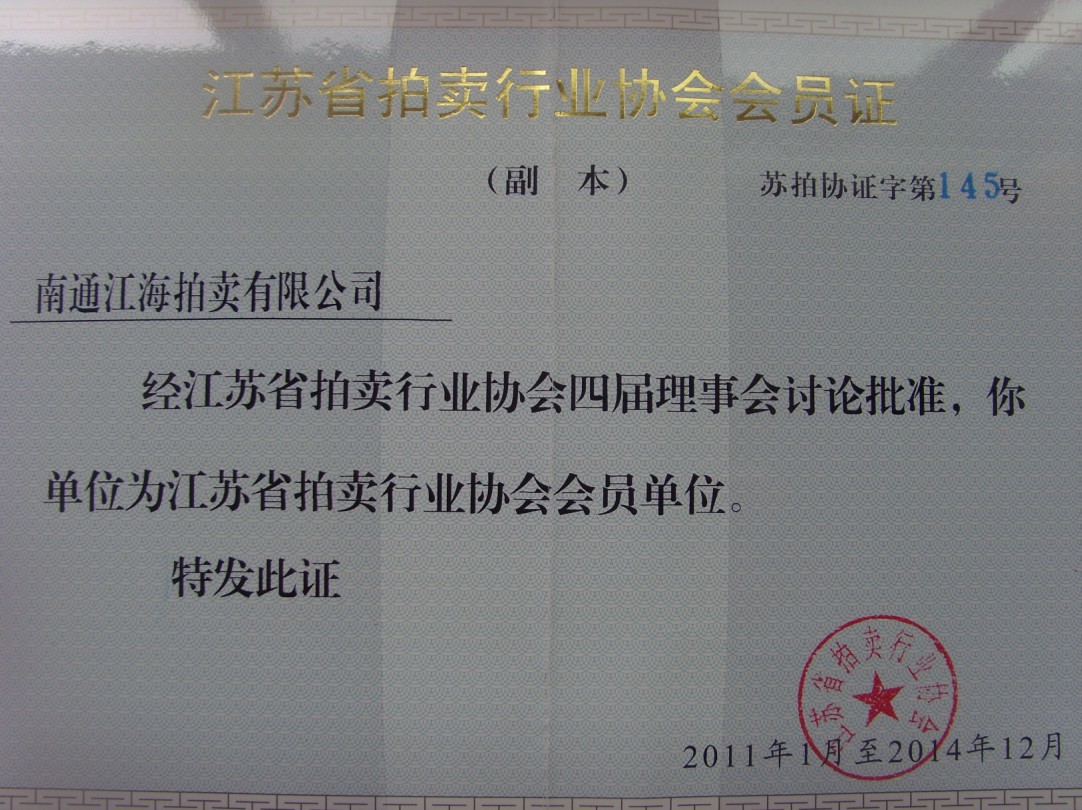 江苏省拍卖行业协会会员证
（副 本）
苏拍协证字第145号
南通江海拍卖有限公司
经江苏省拍卖行业协会四届理事会讨论批准，你
单位为江苏省拍卖行业协会会员单位。
特发此证
江苏省拍卖行业协会
2011年1月至2014年12月